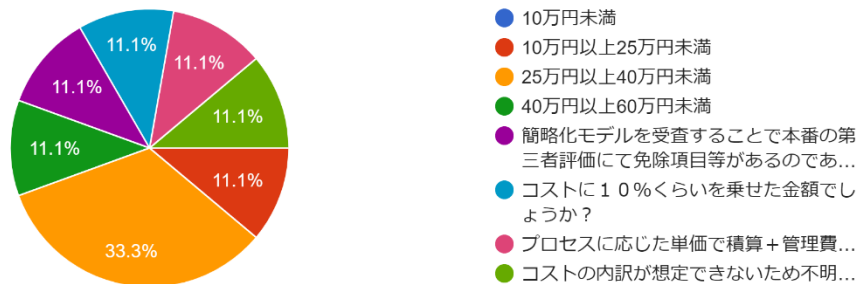 11.1%
11.1%
11.1%
11.1%
11.1%
11.1%
33.3%
10万円未満
10万円以上25万円未満
25万円以上40万円未満
40万円以上60万円未満
簡略化モデルを受査することで本番の第
三者評価にて免除項目等があるのであ…
コストに１０％くらいを乗せた金額でし
ょうか？
プロセスに応じた単価で積算＋管理費…
コストの内訳が想定できないため不明…